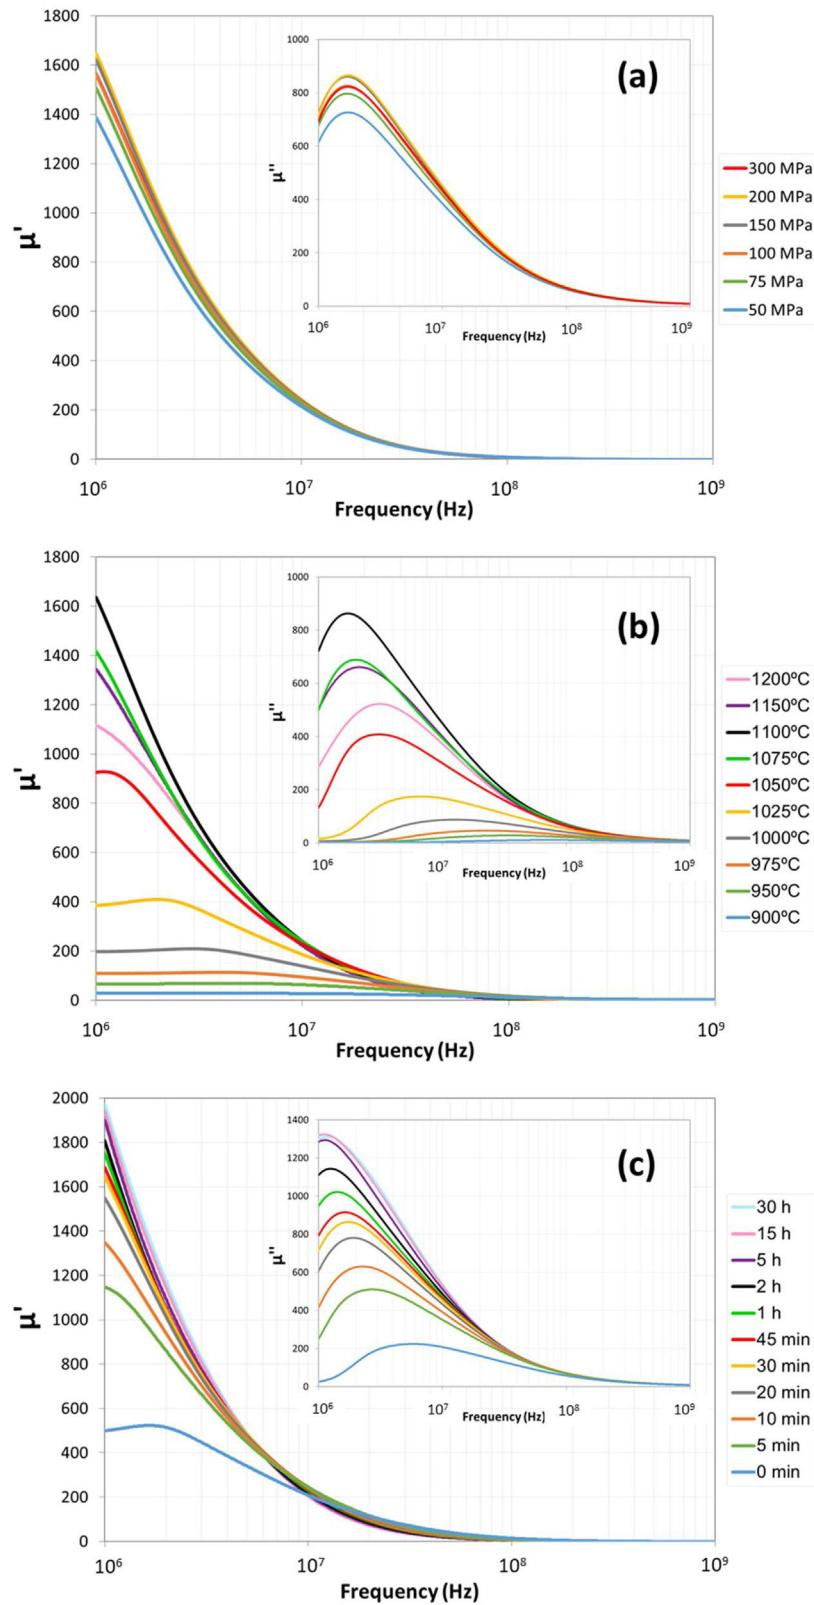 1800
1600
1400
1200
1000
800
600
400
200
0
µ'
10⁶
10⁷
10⁸
10⁹
Frequency (Hz)
(a)
1000
800
600
400
200
0
µ''
10⁶
10⁷
10⁸
10⁹
Frequency (Hz)
300 MPa
200 MPa
150 MPa
100 MPa
75 MPa
50 MPa
1800
1600
1400
1200
1000
800
600
400
200
0
µ'
10⁶
10⁷
10⁸
10⁹
Frequency (Hz)
(b)
1000
800
600
400
200
0
µ''
10⁶
10⁷
10⁸
10⁹
Frequency (Hz)
1200ºC
1150ºC
1100ºC
1075ºC
1050ºC
1025ºC
1000ºC
975ºC
950ºC
900ºC
2000
1800
1600
1400
1200
1000
800
600
400
200
0
µ'
10⁶
10⁷
10⁸
10⁹
Frequency (Hz)
(c)
1400
1200
1000
800
600
400
200
0
µ''
10⁶
10⁷
10⁸
10⁹
Frequency (Hz)
30 h
15 h
5 h
2 h
1 h
45 min
30 min
20 min
10 min
5 min
0 min